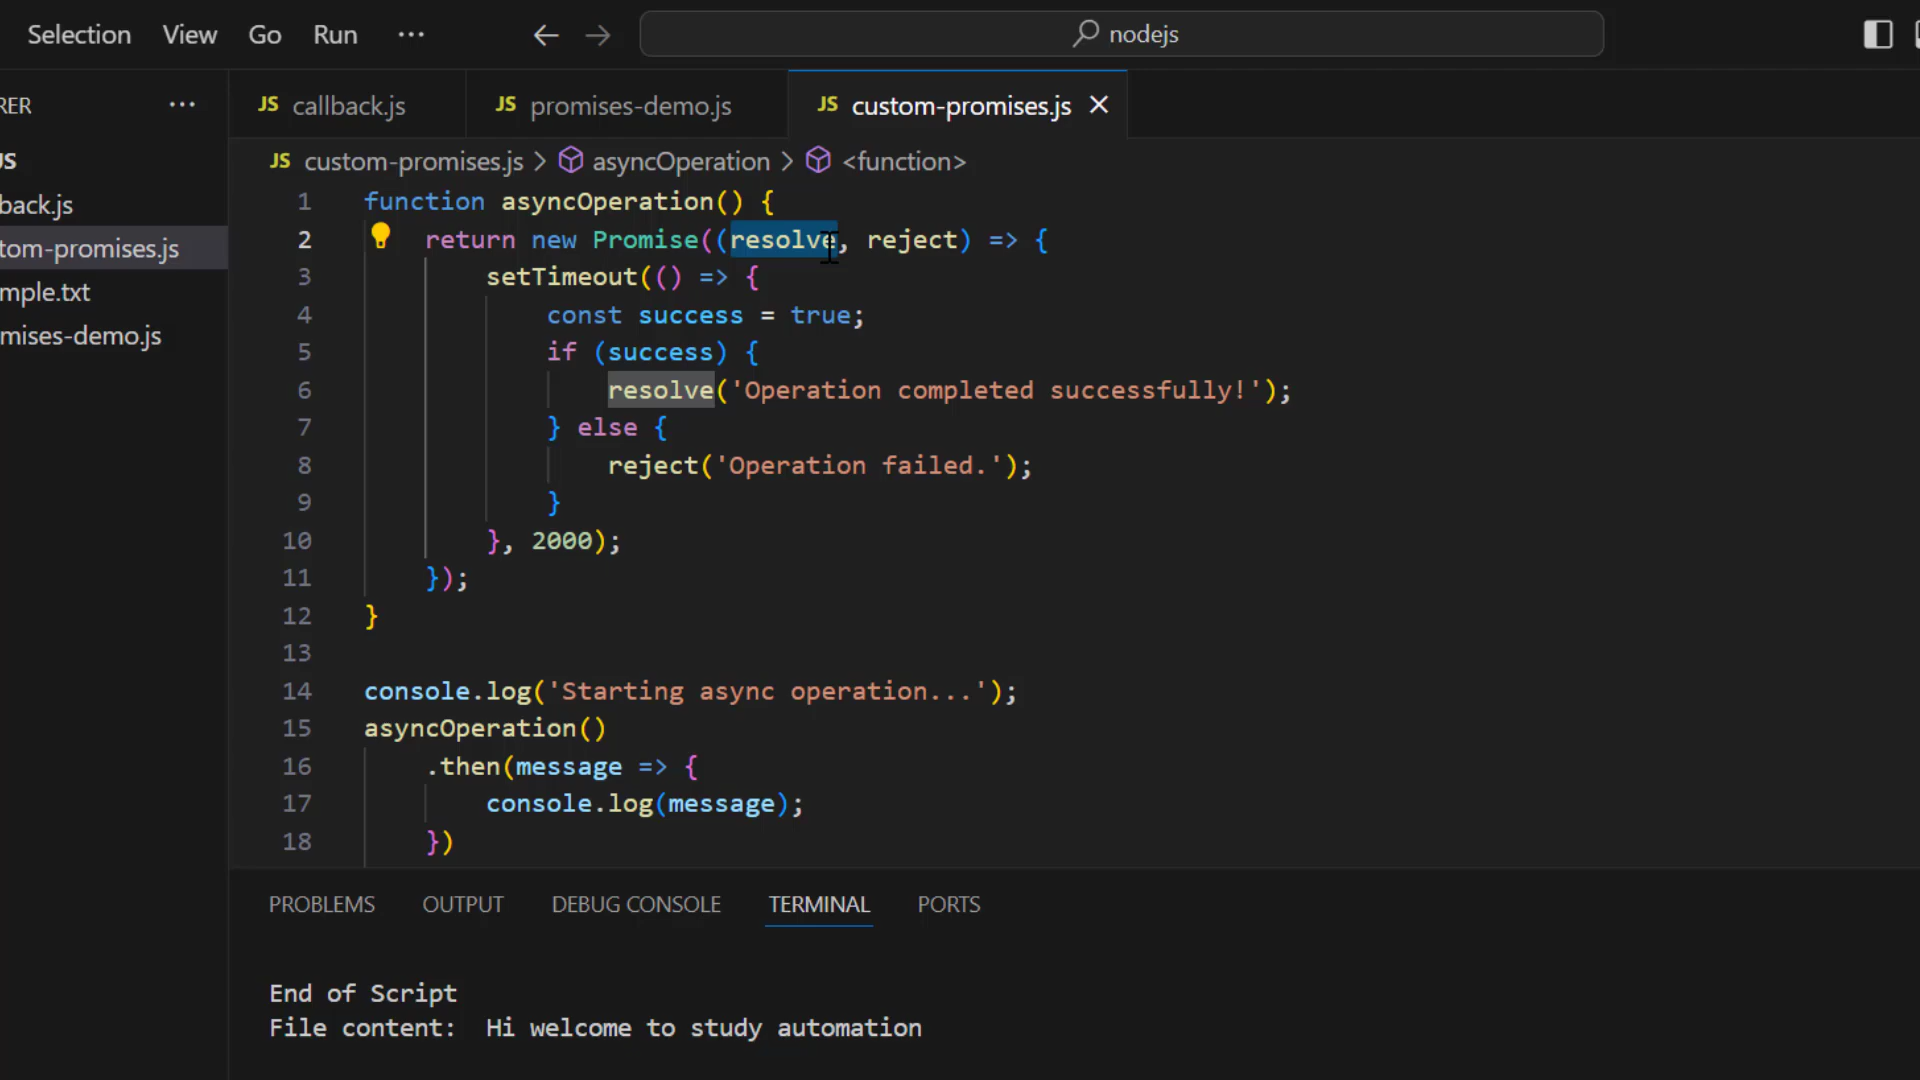 Selection View Go Run ··· ← → nodejs
RER ···
JS callback.js JS promises-demo.js JS custom-promises.js ×
JS
back.js
tom-promises.js
mple.txt
mises-demo.js
JS custom-promises.js > asyncOperation > <function>
1 function asyncOperation() {
2 return new Promise((resolve, reject) => {
3 setTimeout(() => {
4 const success = true;
5 if (success) {
6 resolve('Operation completed successfully!');
7 } else {
8 reject('Operation failed.');
9 }
10 }, 2000);
11 });
12 }
13
14 console.log('Starting async operation...');
15 asyncOperation()
16 .then(message => {
17 console.log(message);
18 })
PROBLEMS OUTPUT DEBUG CONSOLE TERMINAL PORTS
End of Script
File content:  Hi welcome to study automation